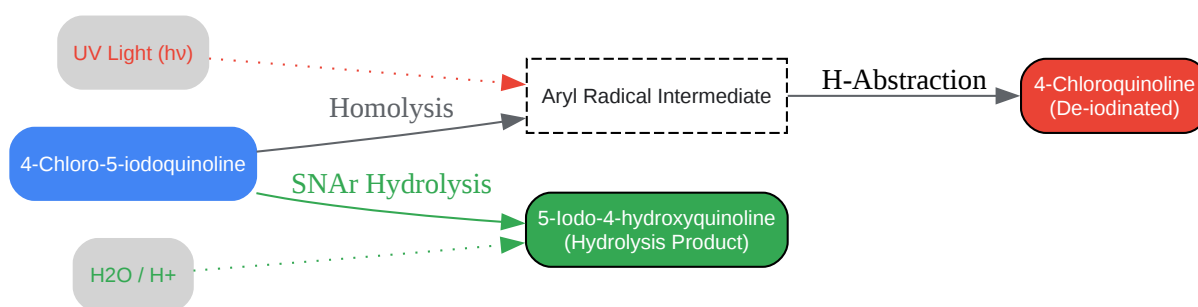 UV Light (hν)
Homolysis
Aryl Radical Intermediate
H-Abstraction
4-Chloroquinoline
(De-iodinated)
4-Chloro-5-iodoquinoline
SNAr Hydrolysis
5-Iodo-4-hydroxyquinoline
(Hydrolysis Product)
H2O / H+